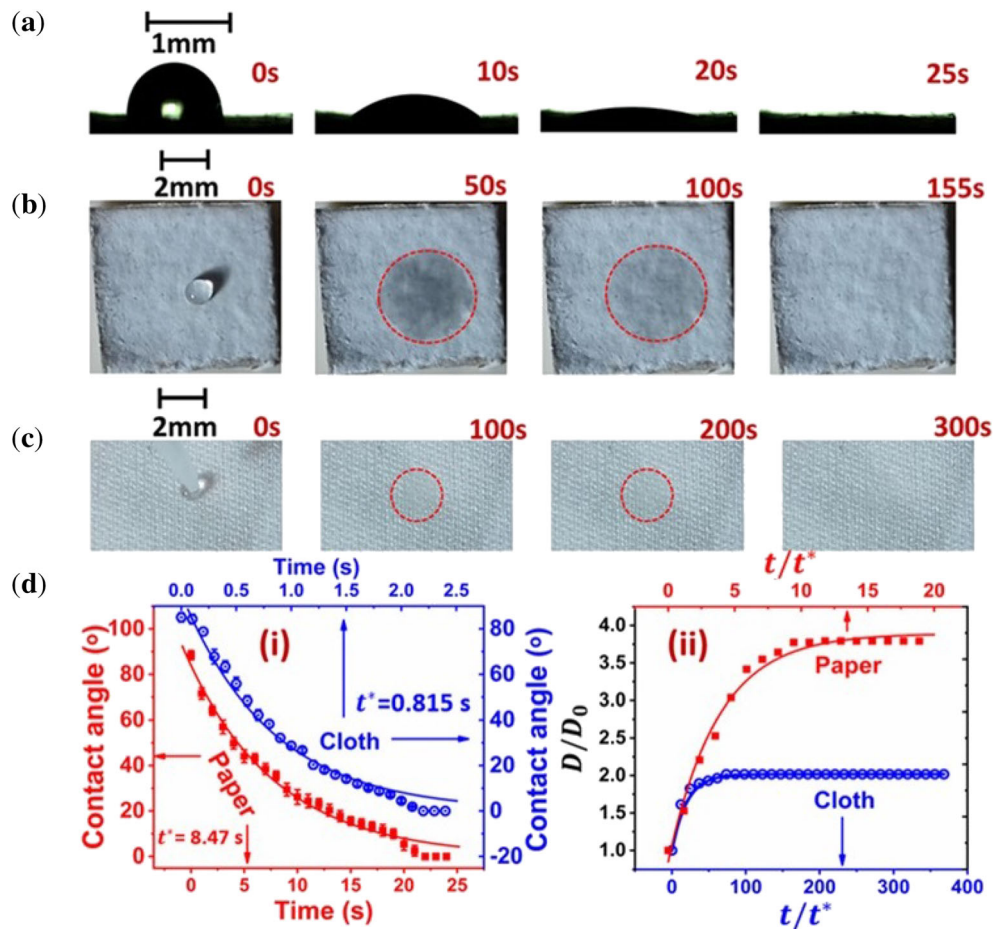 (a)
1mm
0s 10s 20s 25s
(b)
2mm
0s 50s 100s 155s
(c)
2mm
0s 100s 200s 300s
(d)
Time (s)
0.0 0.5 1.0 1.5 2.0 2.5
(i)
Contact angle (o)
100
80
60
40
20
0
80
60
40
20
0
-20
Contact angle (o)
t*=0.815 s
Cloth
Paper
t* = 8.47 s
0 5 10 15 20 25
Time (s)
t/t*
0 5 10 15 20
(ii)
D/D0
4.0
3.5
3.0
2.5
2.0
1.5
1.0
Paper
Cloth
0 100 200 300 400
t/t*